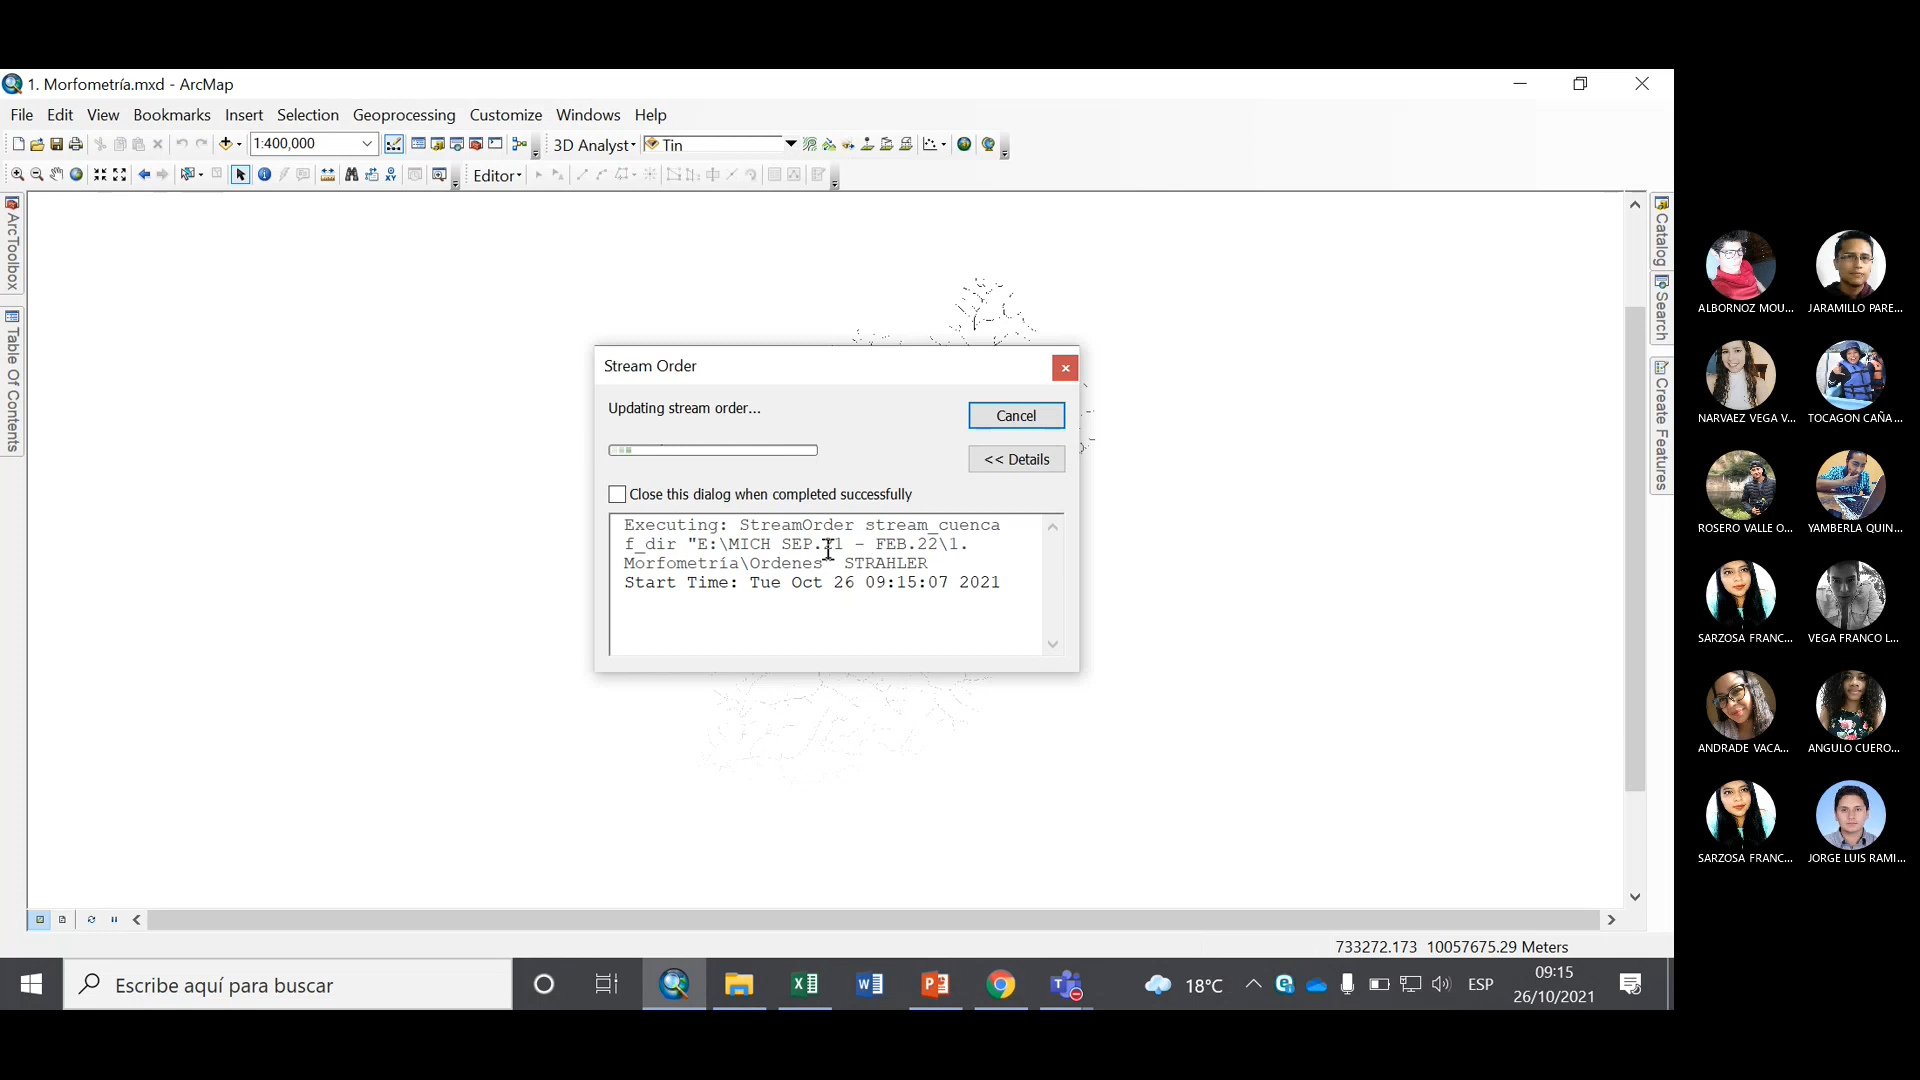 1. Morfometría.mxd - ArcMap
File Edit View Bookmarks Insert Selection Geoprocessing Customize Windows Help
1:400,000 3D Analyst Tin
Editor
ArcToolbox
Table Of Contents
Catalog
Search
Create Features
Stream Order
Updating stream order...
Cancel
<< Details
Close this dialog when completed successfully
Executing: StreamOrder stream_cuenca
f_dir "E:\MICH SEP.21 - FEB.22\1.
Morfometría\Ordenes" STRAHLER
Start Time: Tue Oct 26 09:15:07 2021
733272.173 10057675.29 Meters
Escribe aquí para buscar
18°C
ESP
09:15
26/10/2021
ALBORNOZ MOU...
JARAMILLO PARE...
NARVAEZ VEGA V...
TOCAGON CAÑA...
ROSERO VALLE O...
YAMBERLA QUIN...
SARZOSA FRANC...
VEGA FRANCO L...
ANDRADE VACA...
ANGULO CUERO...
SARZOSA FRANC...
JORGE LUIS RAMI...